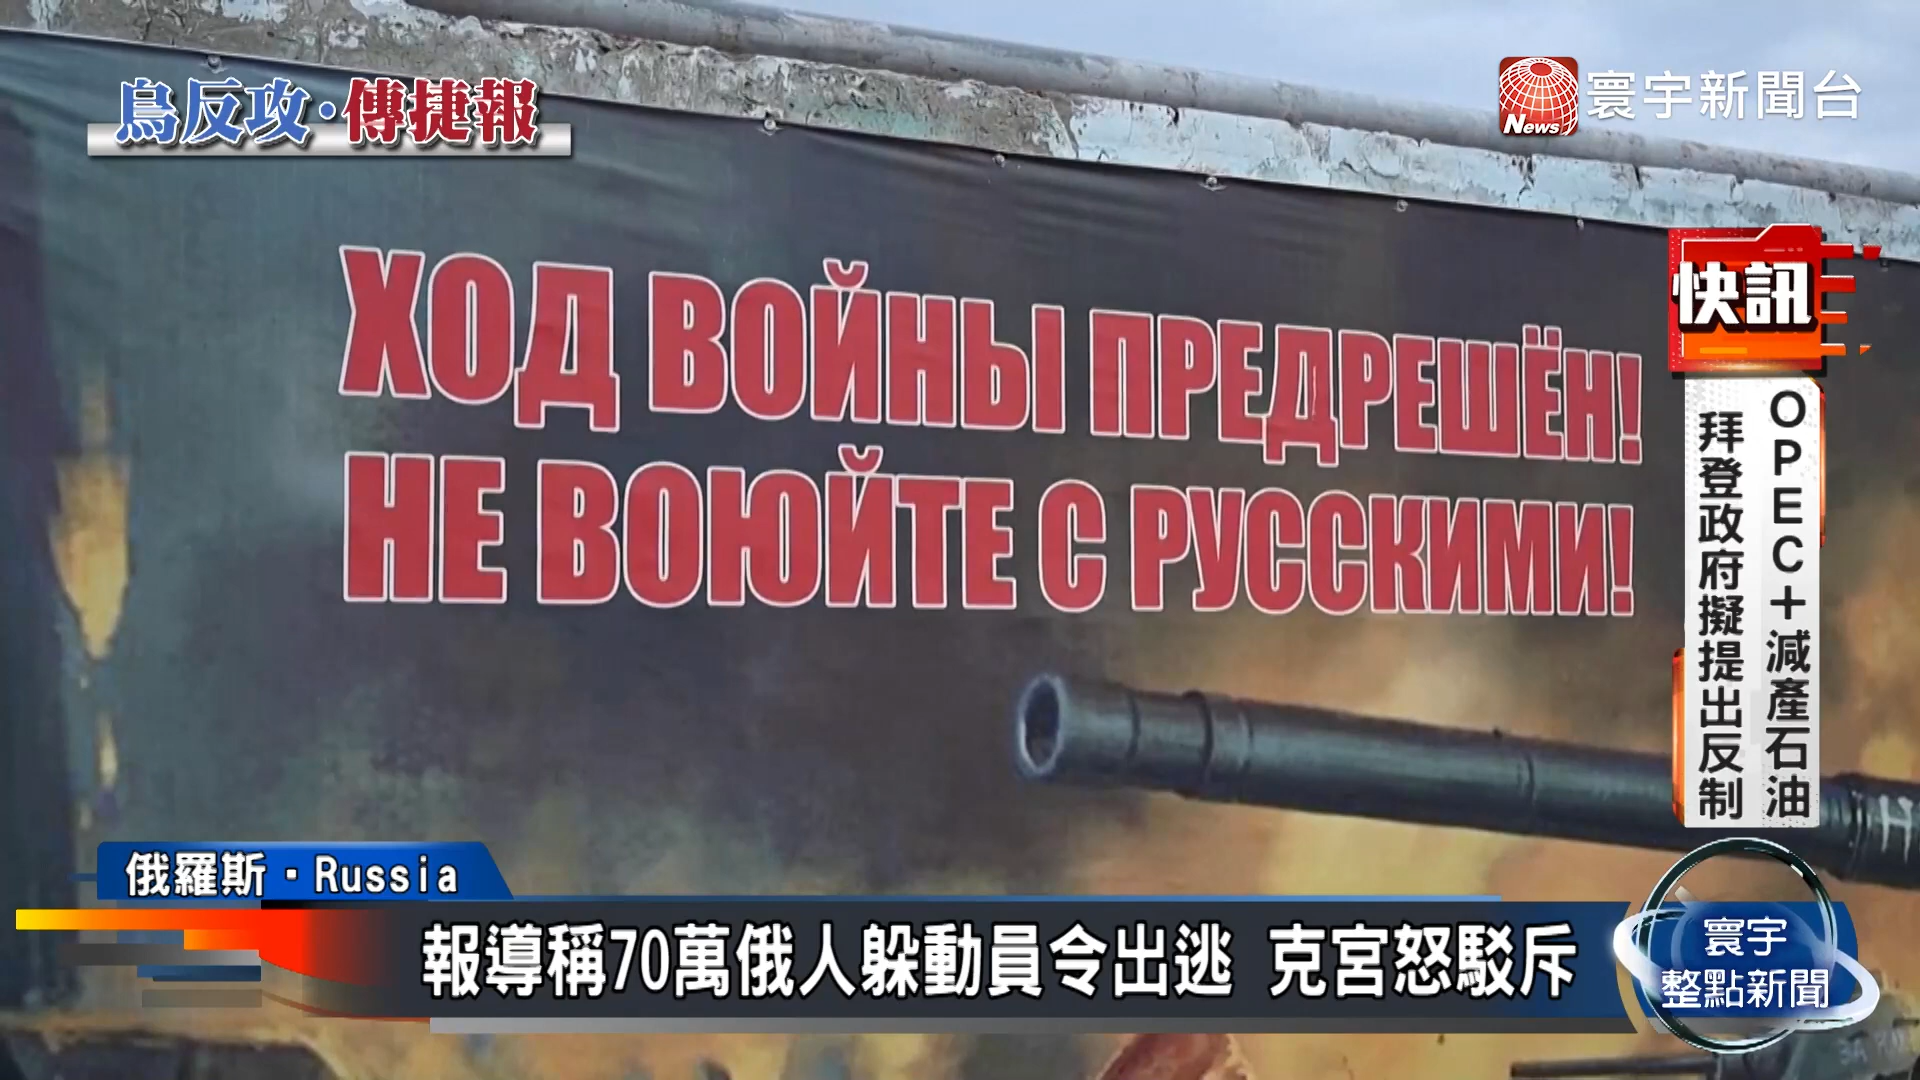 烏反攻·傳捷報
News
寰宇新聞台
ХОД ВОЙНЫ ПРЕДРЕШЁН!
НЕ ВОЮЙТЕ С РУССКИМИ!
快訊
OPEC+減產石油
拜登政府擬提出反制
俄羅斯·Russia
報導稱70萬俄人躲動員令出逃 克宮怒駁斥
寰宇
整點新聞